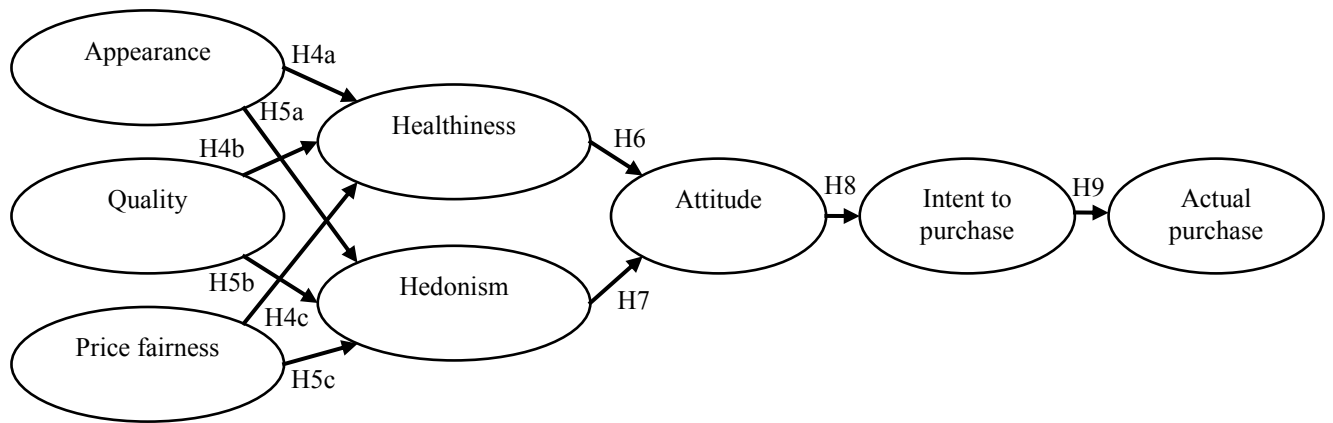 Appearance
H4a
H5a
Healthiness
H6
H4b
Quality
Attitude
H8
Intent to
purchase
H9
Actual
purchase
H5b
Hedonism
H4c
H7
Price fairness
H5c